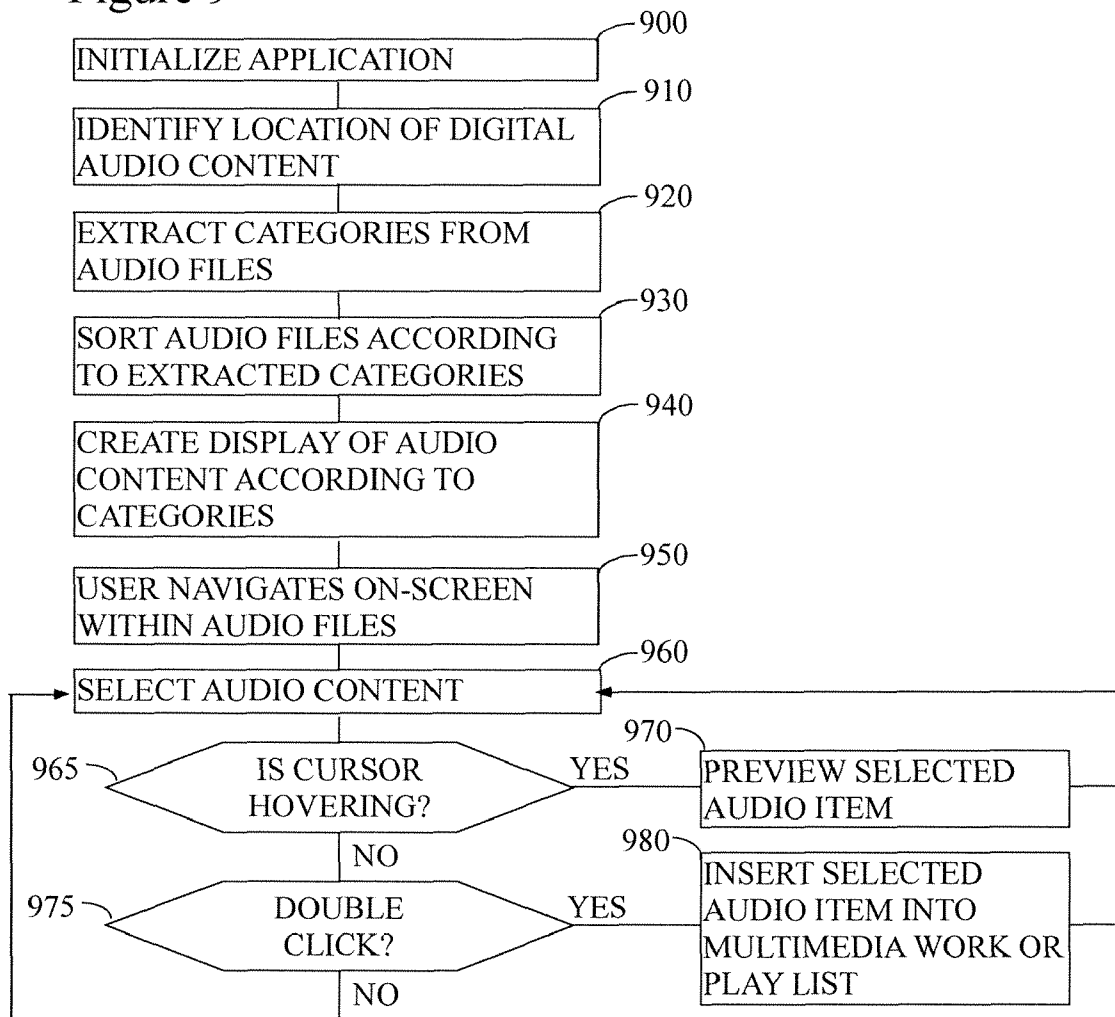 Figure 9
900
INITIALIZE APPLICATION
910
IDENTIFY LOCATION OF DIGITAL
AUDIO CONTENT
920
EXTRACT CATEGORIES FROM
AUDIO FILES
930
SORT AUDIO FILES ACCORDING
TO EXTRACTED CATEGORIES
940
CREATE DISPLAY OF AUDIO
CONTENT ACCORDING TO
CATEGORIES
950
USER NAVIGATES ON-SCREEN
WITHIN AUDIO FILES
960
SELECT AUDIO CONTENT
965
IS CURSOR
HOVERING?
YES
970
PREVIEW SELECTED
AUDIO ITEM
NO
975
DOUBLE
CLICK?
YES
980
INSERT SELECTED
AUDIO ITEM INTO
MULTIMEDIA WORK OR
PLAY LIST
NO